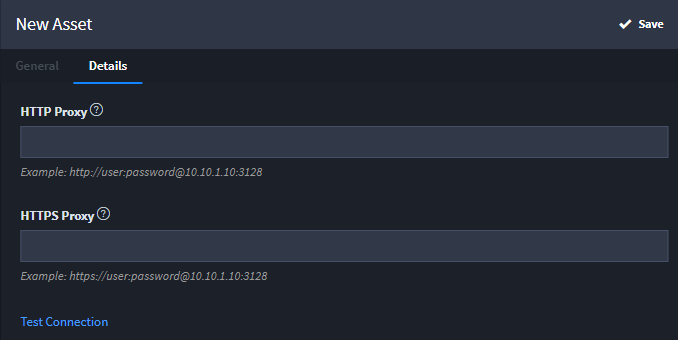 New Asset
Save
General
Details
HTTP Proxy ?
Example: http://user:password@10.10.1.10:3128
HTTPS Proxy ?
Example: https://user:password@10.10.1.10:3128
Test Connection